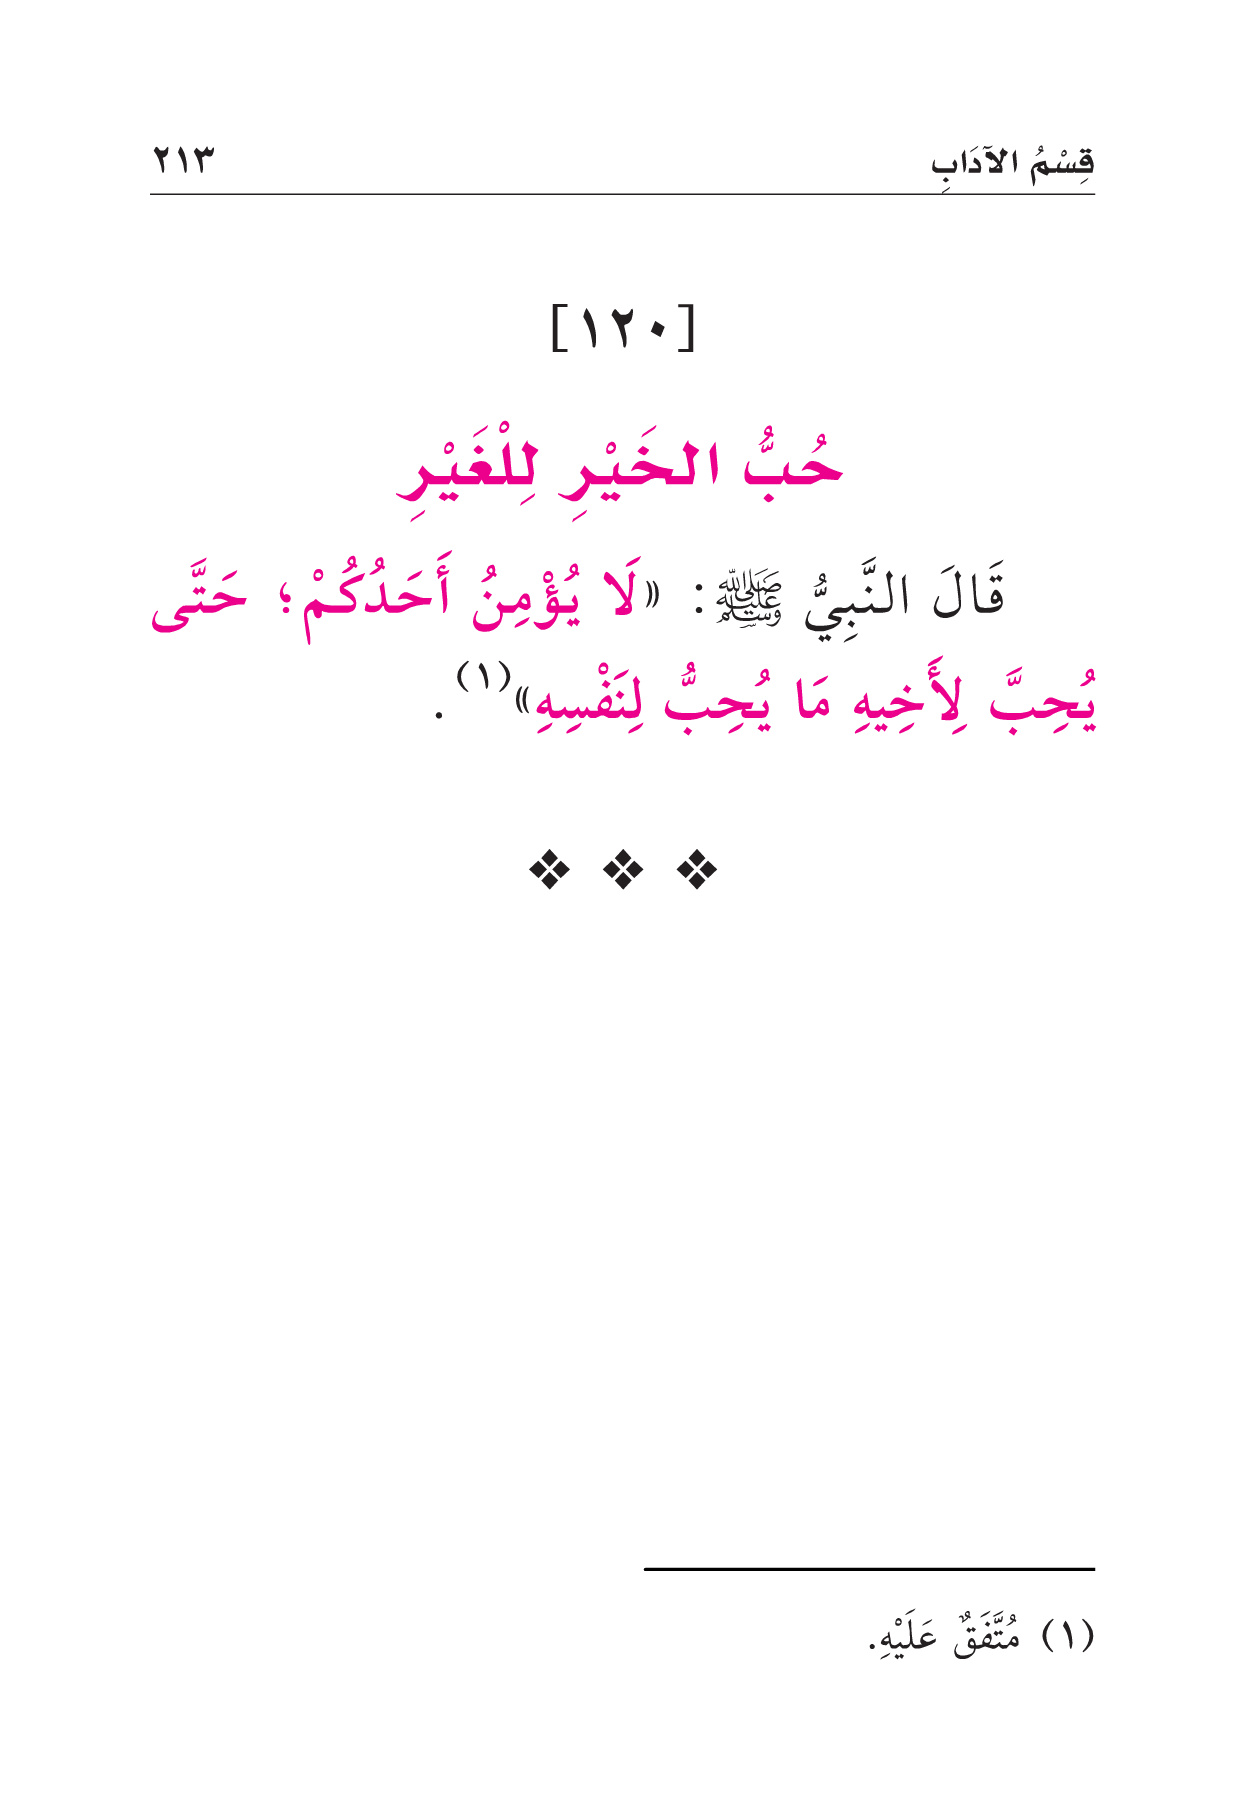 قِسْمُ الآدَابِ ٢١٣
[١٢٠]
حُبُّ الخَيْرِ لِلْغَيْرِ
قَالَ النَّبِيُّ ﷺ: «لَا يُؤْمِنُ أَحَدُكُمْ؛ حَتَّى
يُحِبَّ لِأَخِيهِ مَا يُحِبُّ لِنَفْسِهِ»(١).
(١) مُتَّفَقٌ عَلَيْهِ.